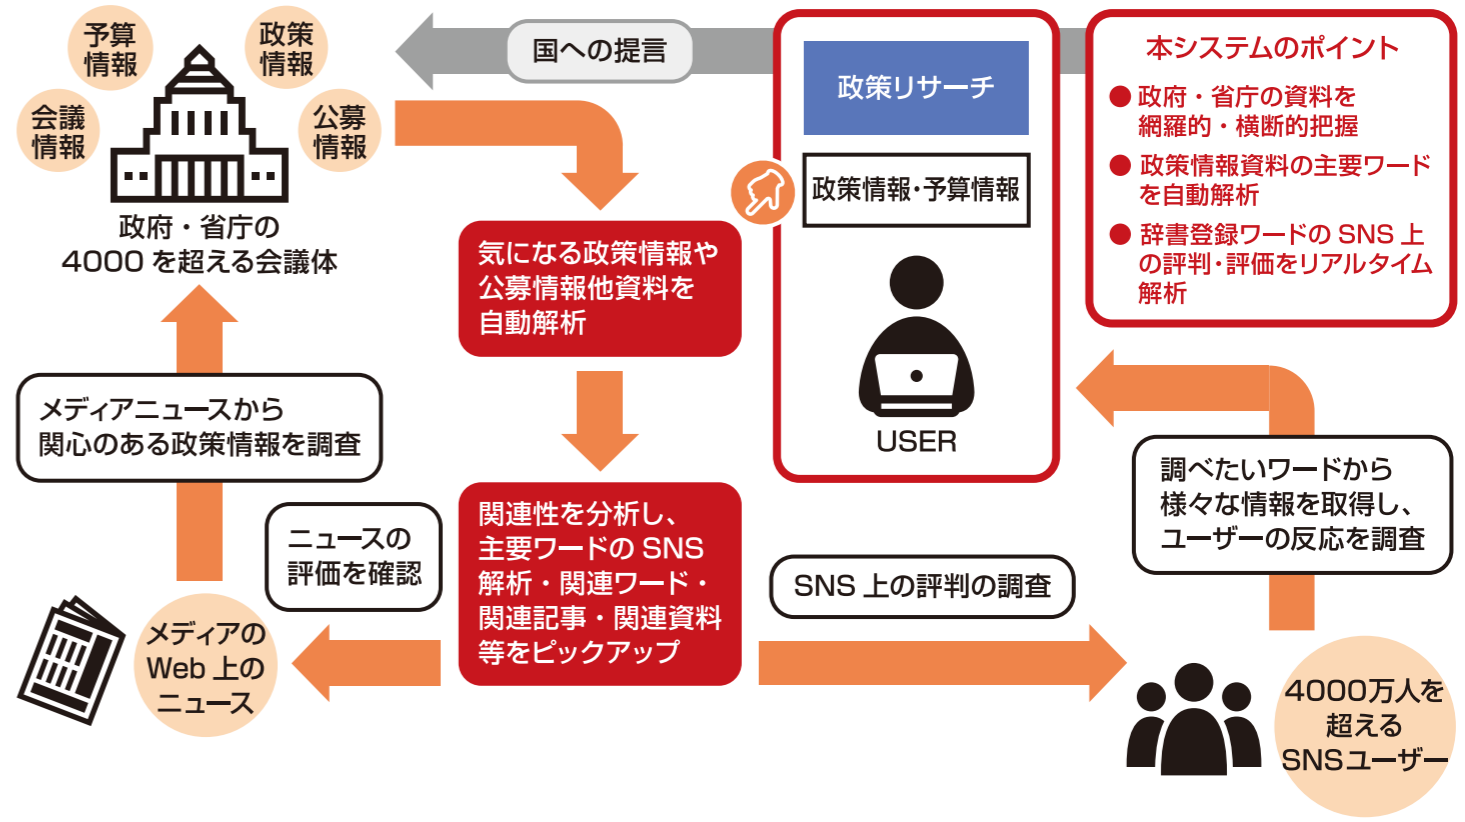 予算
情報
政策
情報
会議
情報
公募
情報
政府・省庁の
4000 を超える会議体
国への提言
政策リサーチ
政策情報・予算情報
USER
本システムのポイント
● 政府・省庁の資料を
網羅的・横断的把握
● 政策情報資料の主要ワード
を自動解析
● 辞書登録ワードの SNS 上
の評判・評価をリアルタイム
解析
気になる政策情報や
公募情報他資料を
自動解析
メディアニュースから
関心のある政策情報を調査
ニュースの
評価を確認
関連性を分析し、
主要ワードの SNS
解析・関連ワード・
関連記事・関連資料
等をピックアップ
SNS 上の評判の調査
調べたいワードから
様々な情報を取得し、
ユーザーの反応を調査
メディアの
Web 上の
ニュース
4000万人を
超える
SNSユーザー